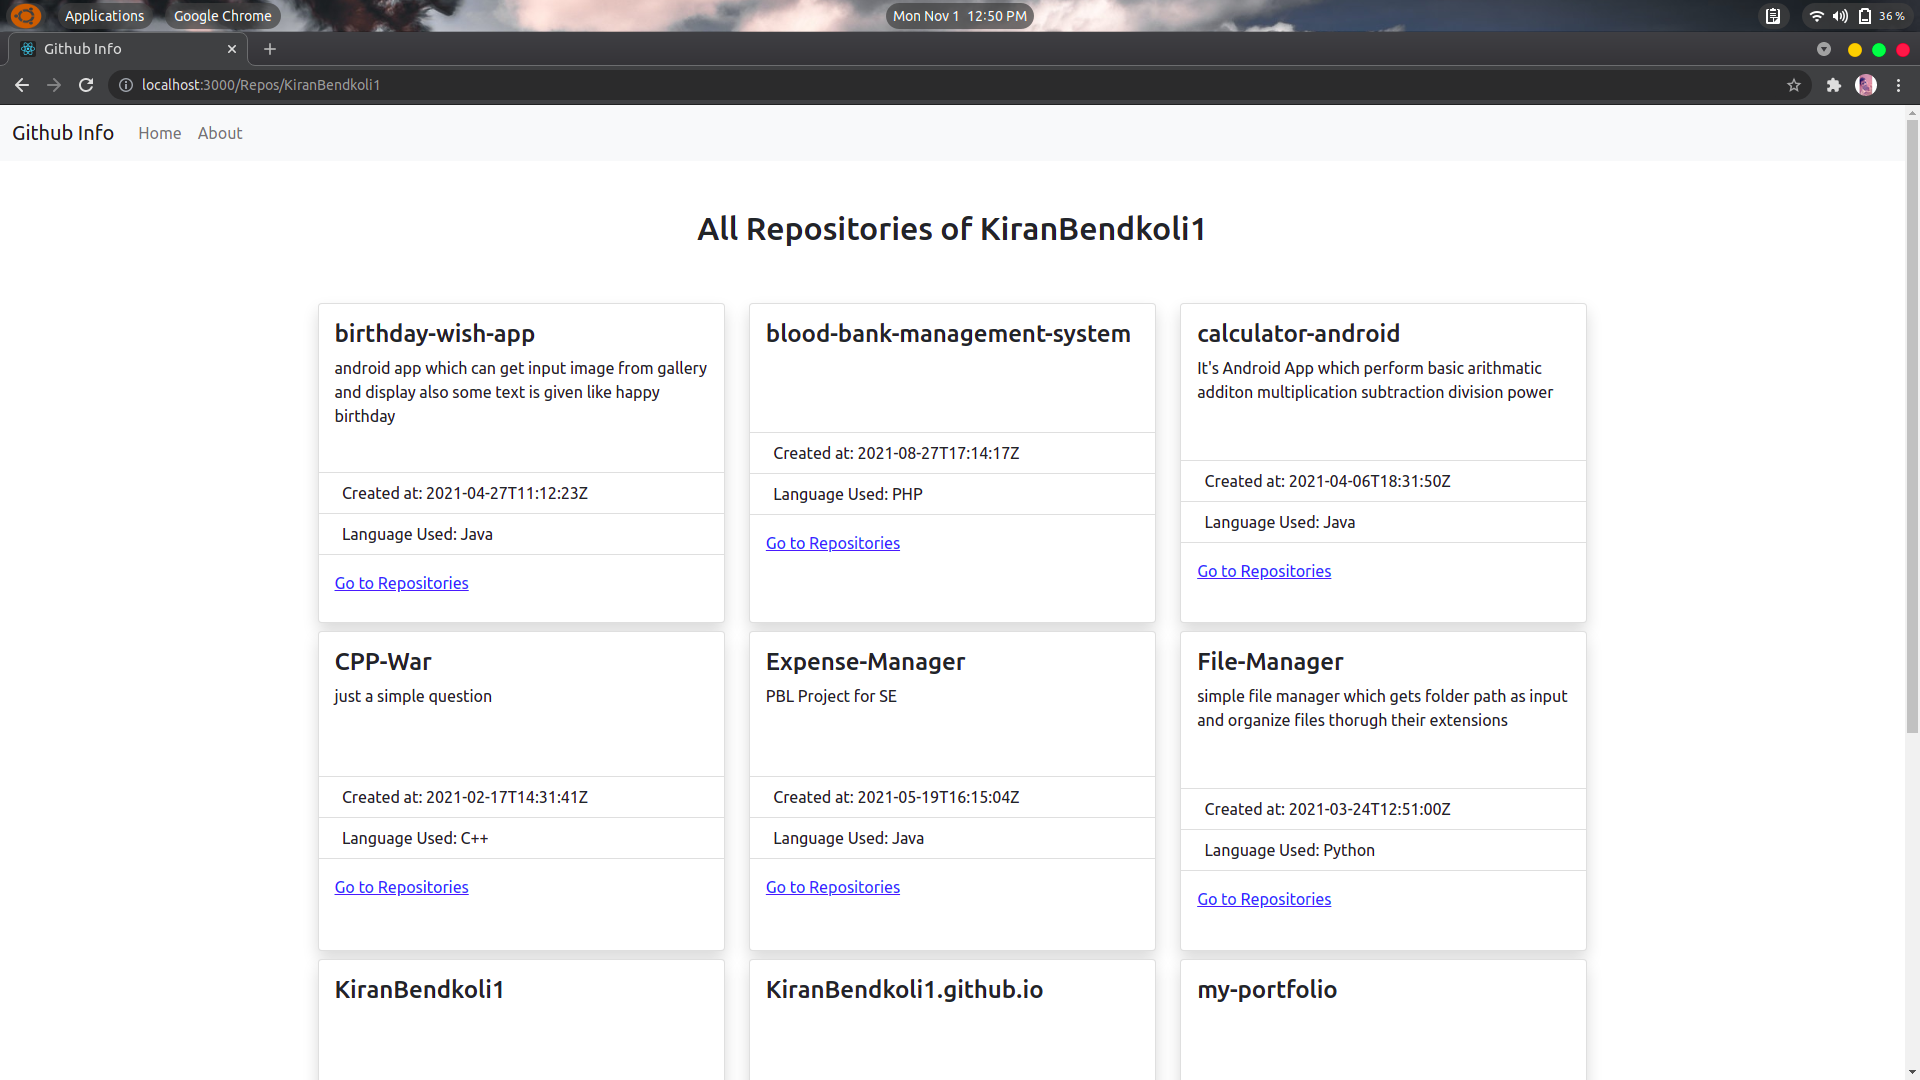 Applications
Google Chrome
Mon Nov 1 12:50 PM
36 %
Github Info
localhost:3000/Repos/KiranBendkoli1
Github Info
Home
About
All Repositories of KiranBendkoli1
birthday-wish-app
android app which can get input image from gallery
and display also some text is given like happy
birthday
Created at: 2021-04-27T11:12:23Z
Language Used: Java
Go to Repositories
blood-bank-management-system
Created at: 2021-08-27T17:14:17Z
Language Used: PHP
Go to Repositories
calculator-android
It's Android App which perform basic arithmatic
additon multiplication subtraction division power
Created at: 2021-04-06T18:31:50Z
Language Used: Java
Go to Repositories
CPP-War
just a simple question
Created at: 2021-02-17T14:31:41Z
Language Used: C++
Go to Repositories
Expense-Manager
PBL Project for SE
Created at: 2021-05-19T16:15:04Z
Language Used: Java
Go to Repositories
File-Manager
simple file manager which gets folder path as input
and organize files thorugh their extensions
Created at: 2021-03-24T12:51:00Z
Language Used: Python
Go to Repositories
KiranBendkoli1
KiranBendkoli1.github.io
my-portfolio